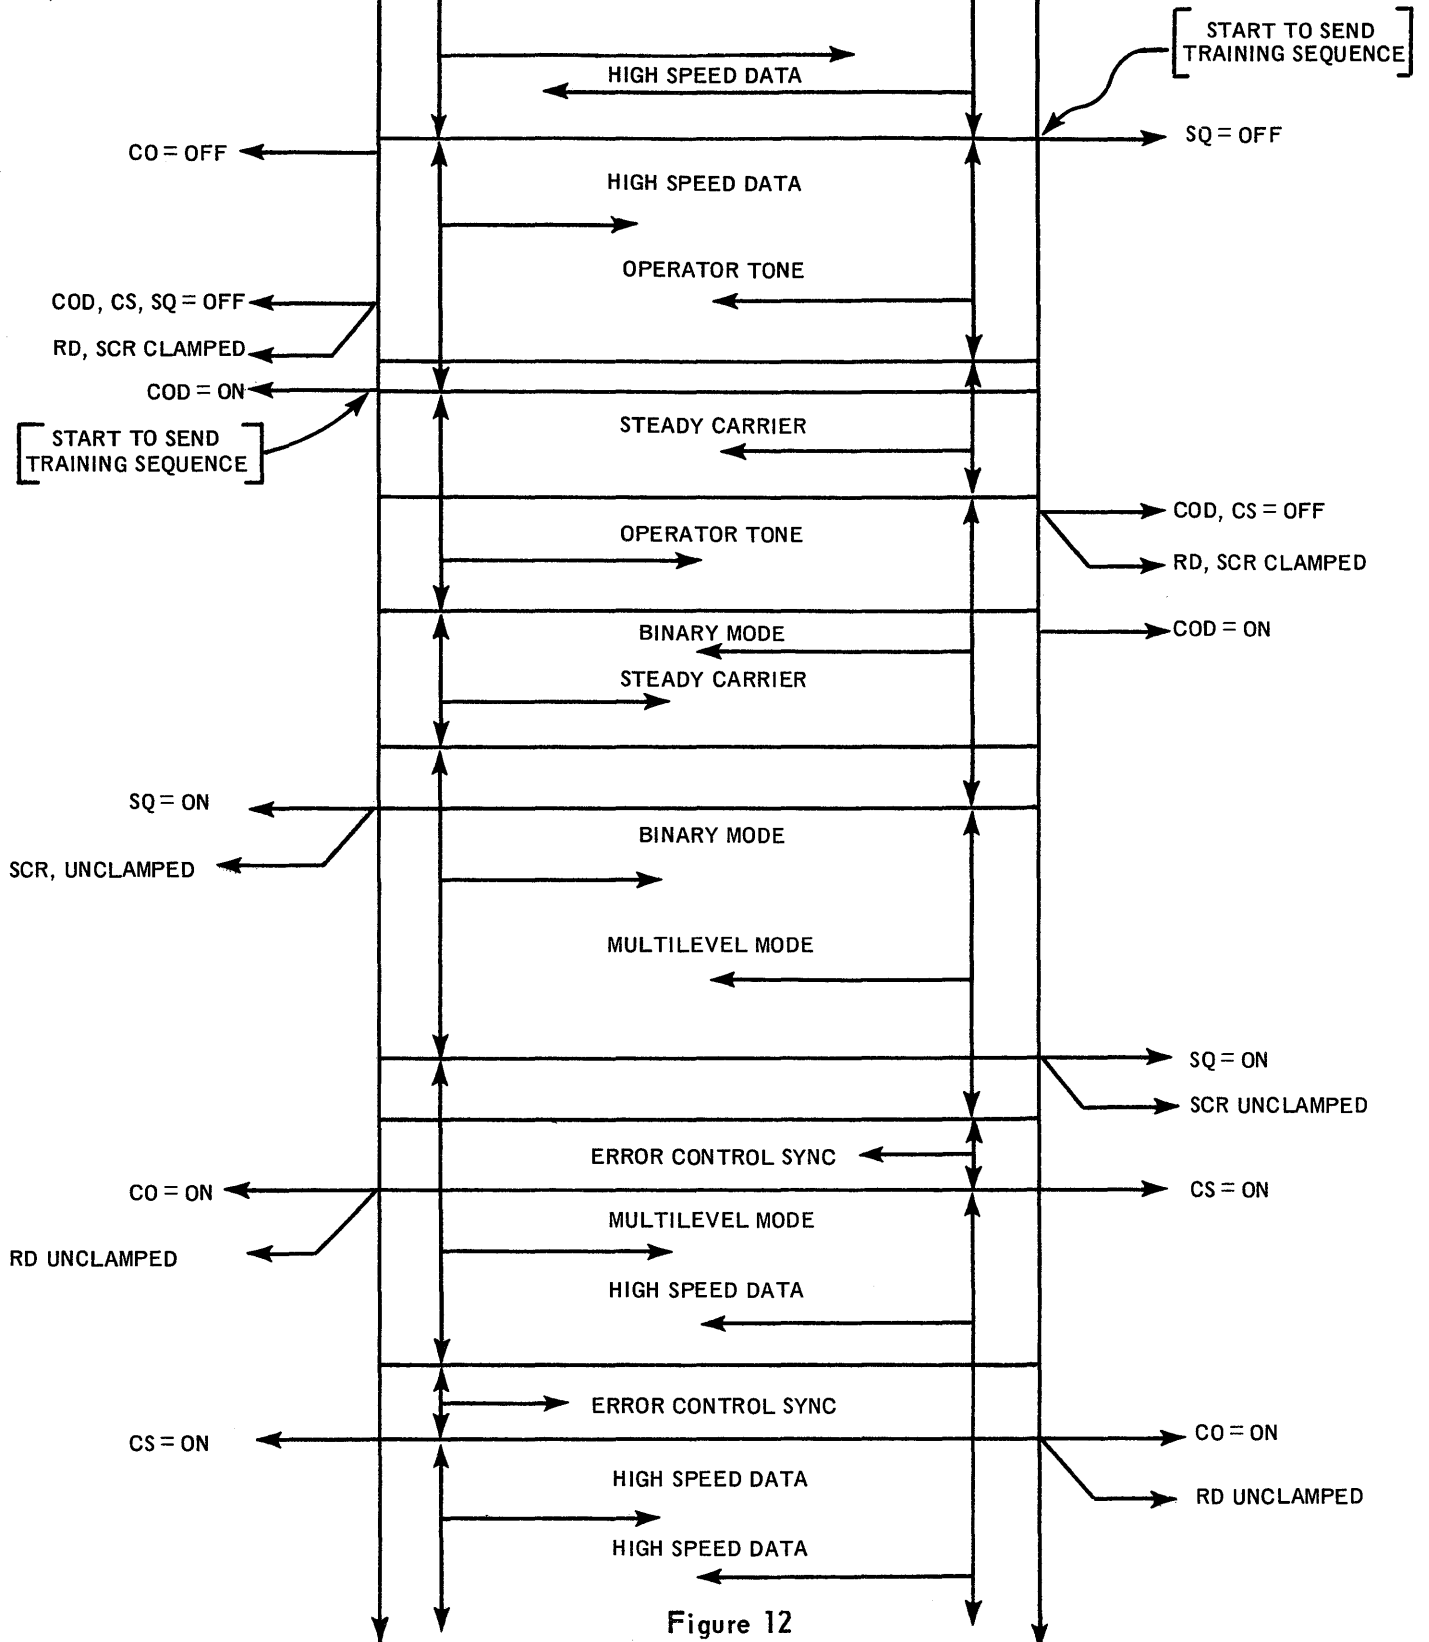 START TO SEND
TRAINING SEQUENCE
HIGH SPEED DATA
SQ = OFF
CO = OFF
HIGH SPEED DATA
OPERATOR TONE
COD, CS, SQ = OFF
RD, SCR CLAMPED
COD = ON
START TO SEND
TRAINING SEQUENCE
STEADY CARRIER
COD, CS = OFF
OPERATOR TONE
RD, SCR CLAMPED
BINARY MODE
COD = ON
STEADY CARRIER
SQ = ON
BINARY MODE
SCR, UNCLAMPED
MULTILEVEL MODE
SQ = ON
SCR UNCLAMPED
ERROR CONTROL SYNC
CO = ON
CS = ON
MULTILEVEL MODE
RD UNCLAMPED
HIGH SPEED DATA
ERROR CONTROL SYNC
CS = ON
CO = ON
HIGH SPEED DATA
RD UNCLAMPED
HIGH SPEED DATA
Figure 12